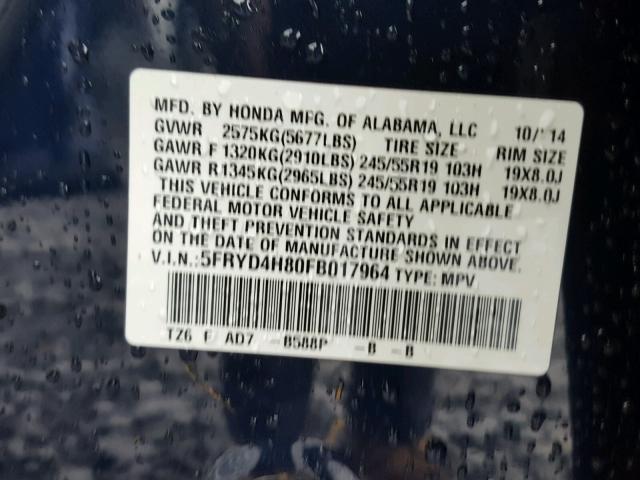 MFD. BY HONDA MFG. OF ALABAMA, LLC 10/'14
GVWR 2575KG(5677LBS) TIRE SIZE RIM SIZE
GAWR F 1320KG(2910LBS) 245/55R19 103H 19X8.0J
GAWR R 1345KG(2965LBS) 245/55R19 103H 19X8.0J
THIS VEHICLE CONFORMS TO ALL APPLICABLE
FEDERAL MOTOR VEHICLE SAFETY
AND THEFT PREVENTION STANDARDS IN EFFECT
ON THE DATE OF MANUFACTURE SHOWN ABOVE.
V.I.N.:5FRYD4H80FB017964 TYPE: MPV
TZ6 F AD7 -B588P -B -B